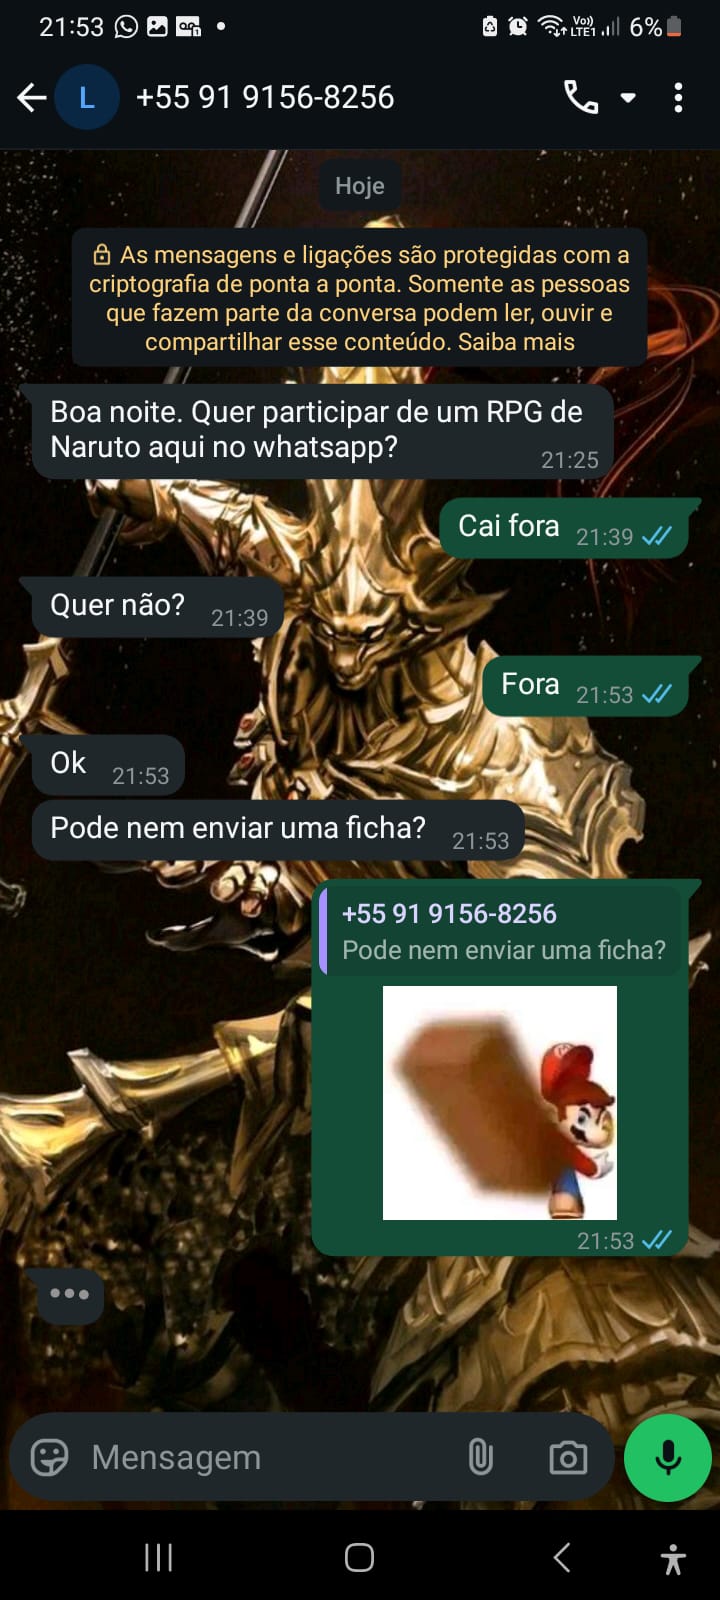 21:53
Vo))
LTE1
6%
L
+55 91 9156-8256
Hoje
As mensagens e ligações são protegidas com a
criptografia de ponta a ponta. Somente as pessoas
que fazem parte da conversa podem ler, ouvir e
compartilhar esse conteúdo. Saiba mais
Boa noite. Quer participar de um RPG de
Naruto aqui no whatsapp?
21:25
Cai fora 21:39
Quer não? 21:39
Fora 21:53
Ok 21:53
Pode nem enviar uma ficha? 21:53
+55 91 9156-8256
Pode nem enviar uma ficha?
21:53
Mensagem